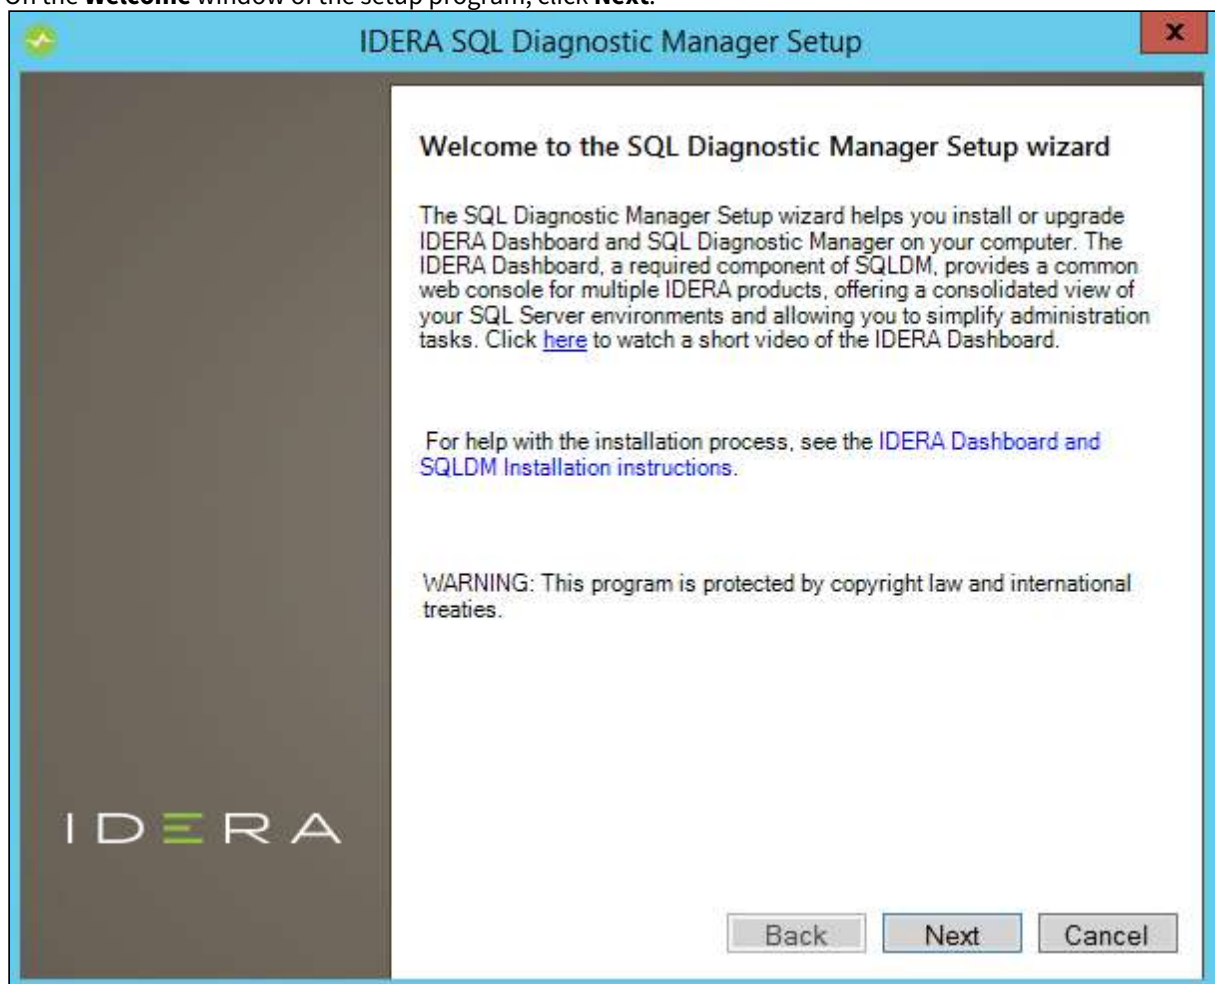 On the Welcome window of the setup program, click Next.
IDERA SQL Diagnostic Manager Setup
x
Welcome to the SQL Diagnostic Manager Setup wizard
The SQL Diagnostic Manager Setup wizard helps you install or upgrade
IDERA Dashboard and SQL Diagnostic Manager on your computer. The
IDERA Dashboard, a required component of SQLDM, provides a common
web console for multiple IDERA products, offering a consolidated view of
your SQL Server environments and allowing you to simplify administration
tasks. Click here to watch a short video of the IDERA Dashboard.
For help with the installation process, see the IDERA Dashboard and
SQLDM Installation instructions.
WARNING: This program is protected by copyright law and international
treaties.
IDERA
Back Next Cancel